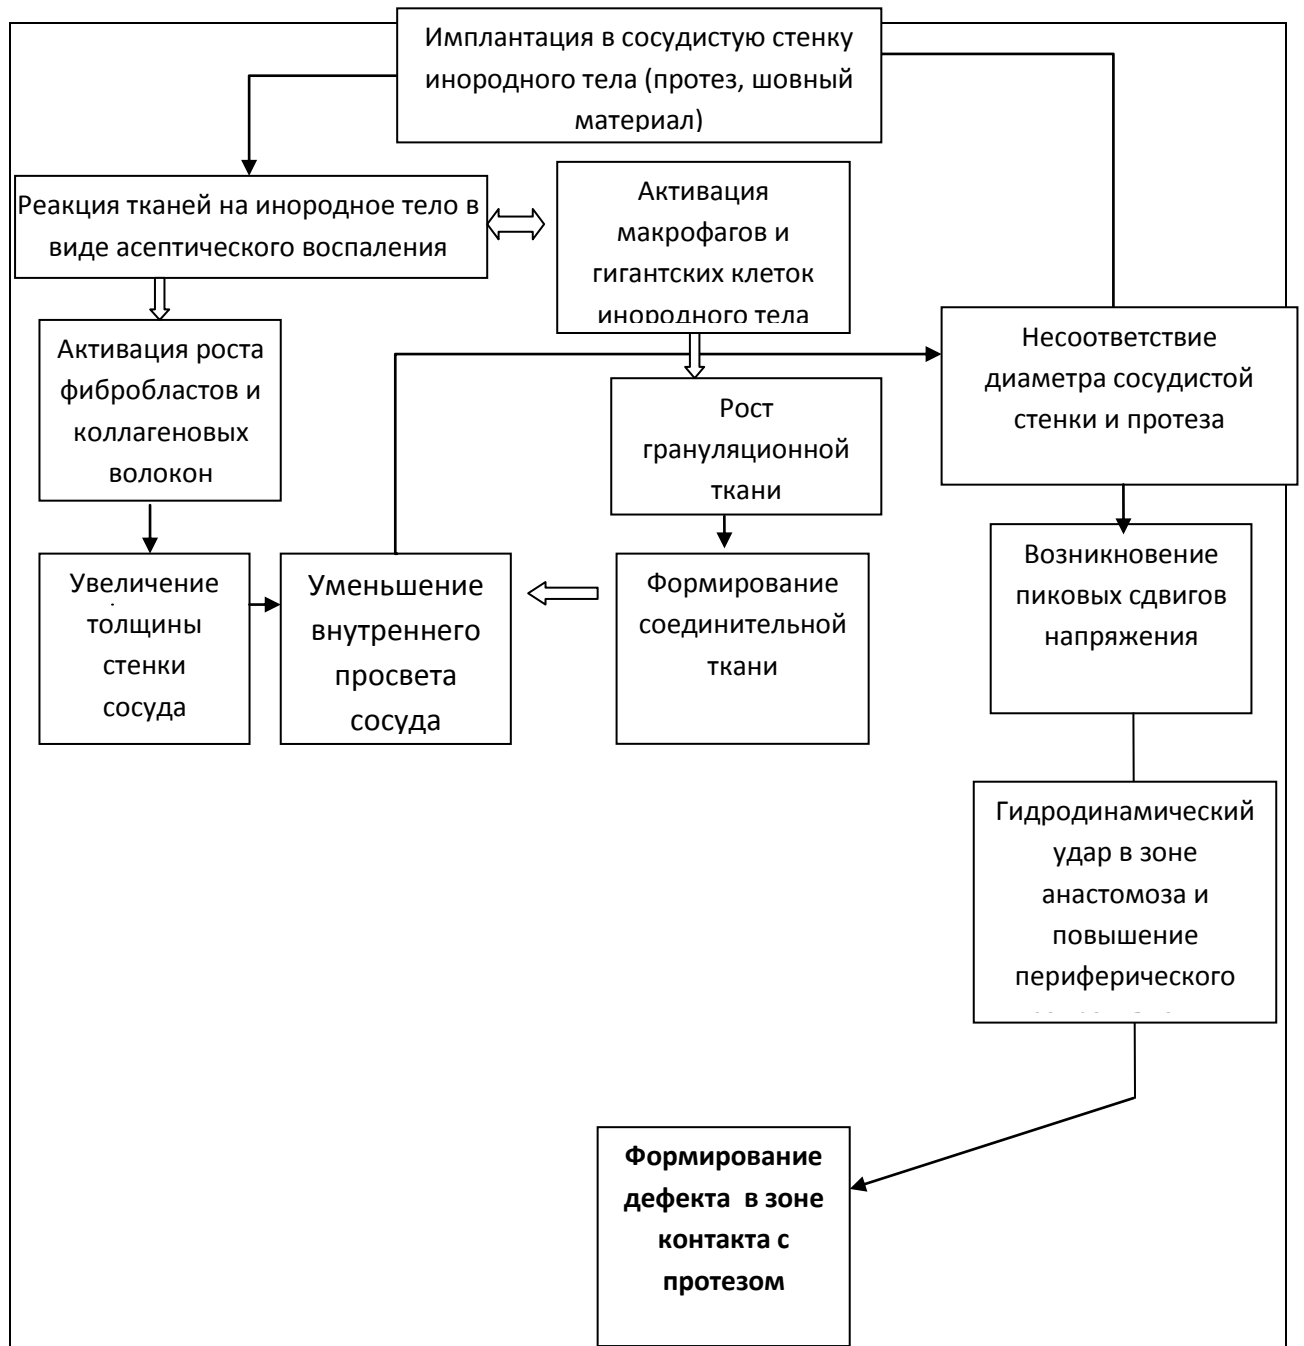 Имплантация в сосудистую стенку
инородного тела (протез, шовный
материал)
Реакция тканей на инородное тело в
виде асептического воспаления
Активация
макрофагов и
гигантских клеток
инородного тела
Активация роста
фибробластов и
коллагеновых
волокон
Рост
грануляционной
ткани
Несоответствие
диаметра сосудистой
стенки и протеза
Увеличение
толщины
стенки
сосуда
Уменьшение
внутреннего
просвета
сосуда
Формирование
соединительной
ткани
Возникновение
пиковых сдвигов
напряжения
Гидродинамический
удар в зоне
анастомоза и
повышение
периферического
Формирование
дефекта в зоне
контакта с
протезом